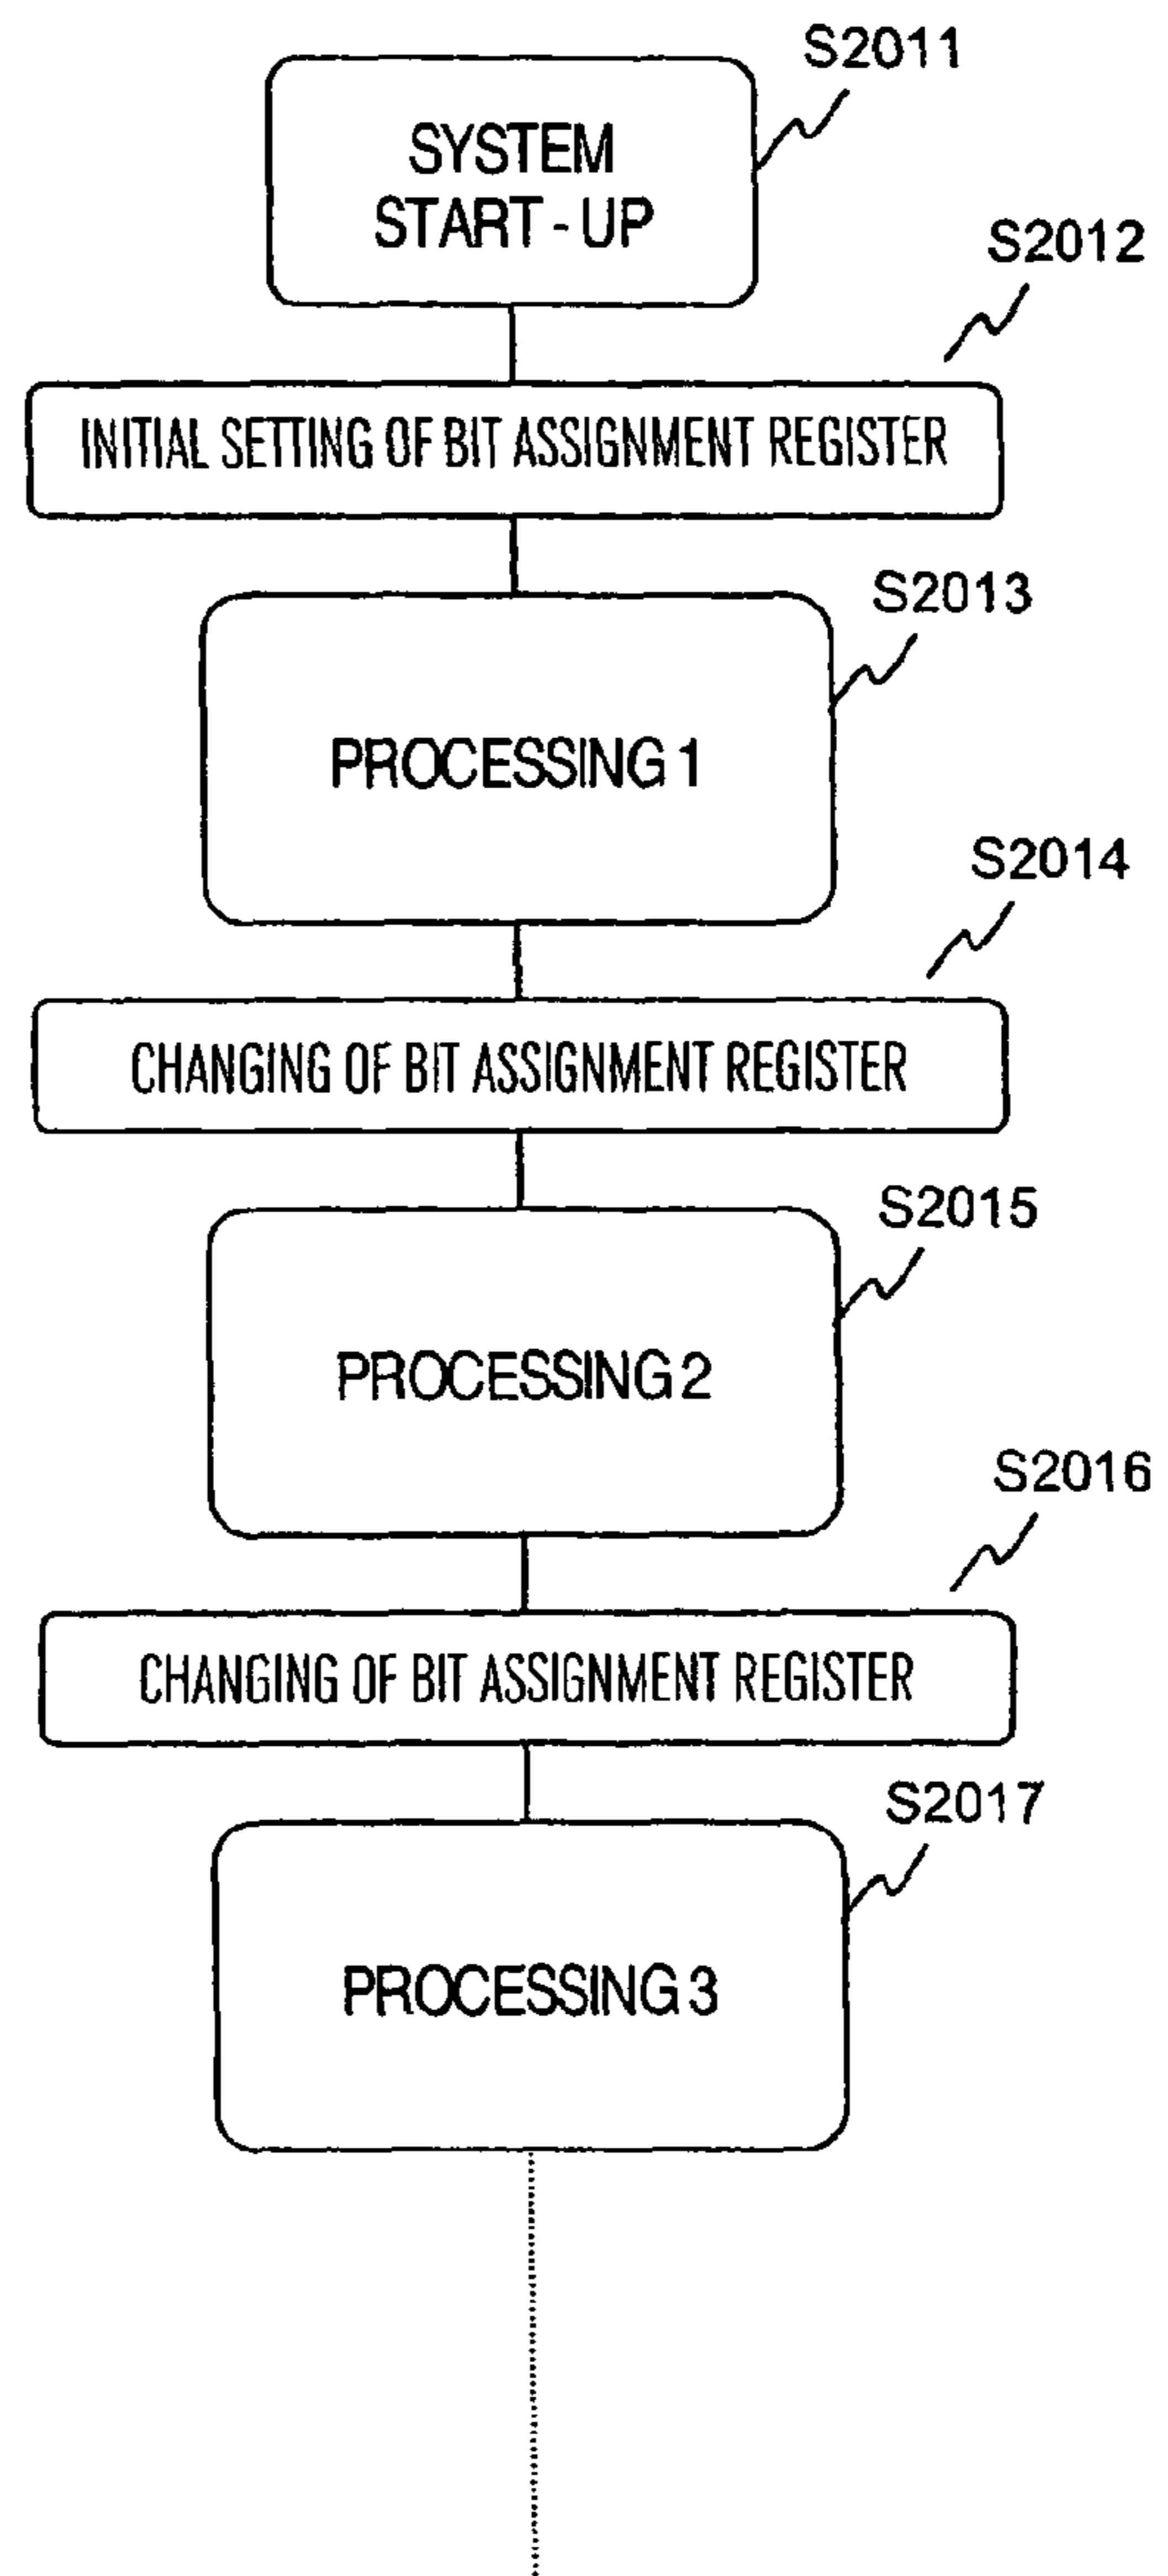 S2011
SYSTEM
START - UP
S2012
INITIAL SETTING OF BIT ASSIGNMENT REGISTER
S2013
PROCESSING 1
S2014
CHANGING OF BIT ASSIGNMENT REGISTER
S2015
PROCESSING 2
S2016
CHANGING OF BIT ASSIGNMENT REGISTER
S2017
PROCESSING 3